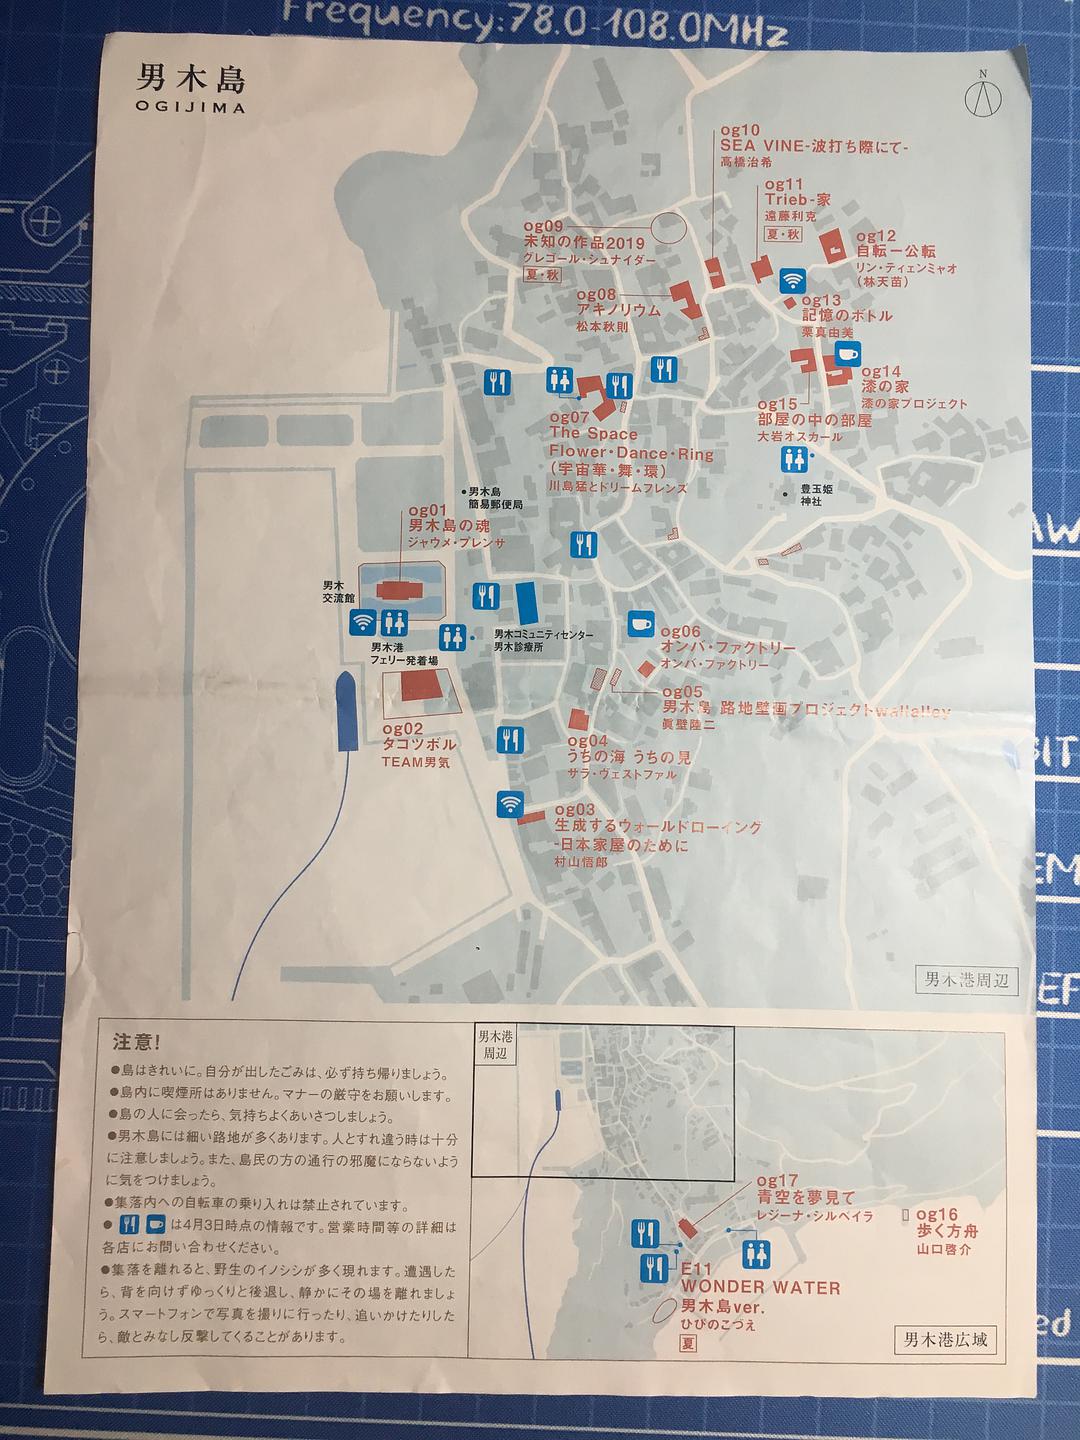 Frequency:78.0-108.0MHz
男木島
OGIJIMA
N
og10
SEA VINE-波打ち際にて-
高橋治希
og11
Trieb-家
遠藤利克
夏・秋
og09
未知の作品2019
グレゴール・シュナイダー
夏・秋
og12
自転ー公転
リン・ティェンミャオ
(林天苗)
og08
アキノリウム
松本秋則
og13
記憶のボトル
栗真由美
og14
漆の家
漆の家プロジェクト
og15
部屋の中の部屋
大岩オスカール
og07
The Space
Flower・Dance・Ring
(宇宙華・舞・環)
川島猛とドリームフレンズ
豊玉姫
神社
男木島
簡易郵便局
og01
男木島の魂
ジャウメ・プレンサ
男木
交流館
男木港
フェリー発着場
男木コミュニティセンター
男木診療所
og06
オンバ・ファクトリー
オンバ・ファクトリー
og05
男木島 路地壁画プロジェクトwallalley
眞壁陸二
og02
タコツボル
TEAM男気
og04
うちの海 うちの見
サラ・ヴェストファル
og03
生成するウォールドローイング
-日本家屋のために
村山悟郎
男木港周辺
注意!
●島はきれいに。自分が出したごみは、必ず持ち帰りましょう。
●島内に喫煙所はありません。マナーの厳守をお願いします。
●島の人に会ったら、気持ちよくあいさつしましょう。
●男木島には細い路地が多くあります。人とすれ違う時は十分
に注意しましょう。また、島民の方の通行の邪魔にならないよう
に気をつけましょう。
●集落内への自転車の乗り入れは禁止されています。
● は4月3日時点の情報です。営業時間等の詳細は
各店にお問い合わせください。
●集落を離れると、野生のイノシシが多く現れます。遭遇した
ら、背を向けずゆっくりと後退し、静かにその場を離れましょ
う。スマートフォンで写真を撮りに行ったり、追いかけたりした
ら、敵とみなし反撃してくることがあります。
男木港
周辺
og17
青空を夢見て
レジーナ・シルベイラ
og16
歩く方舟
山口啓介
E11
WONDER WATER
男木島ver.
ひびのこづえ
夏
男木港広域
AW
BIT
EM
EF
ed